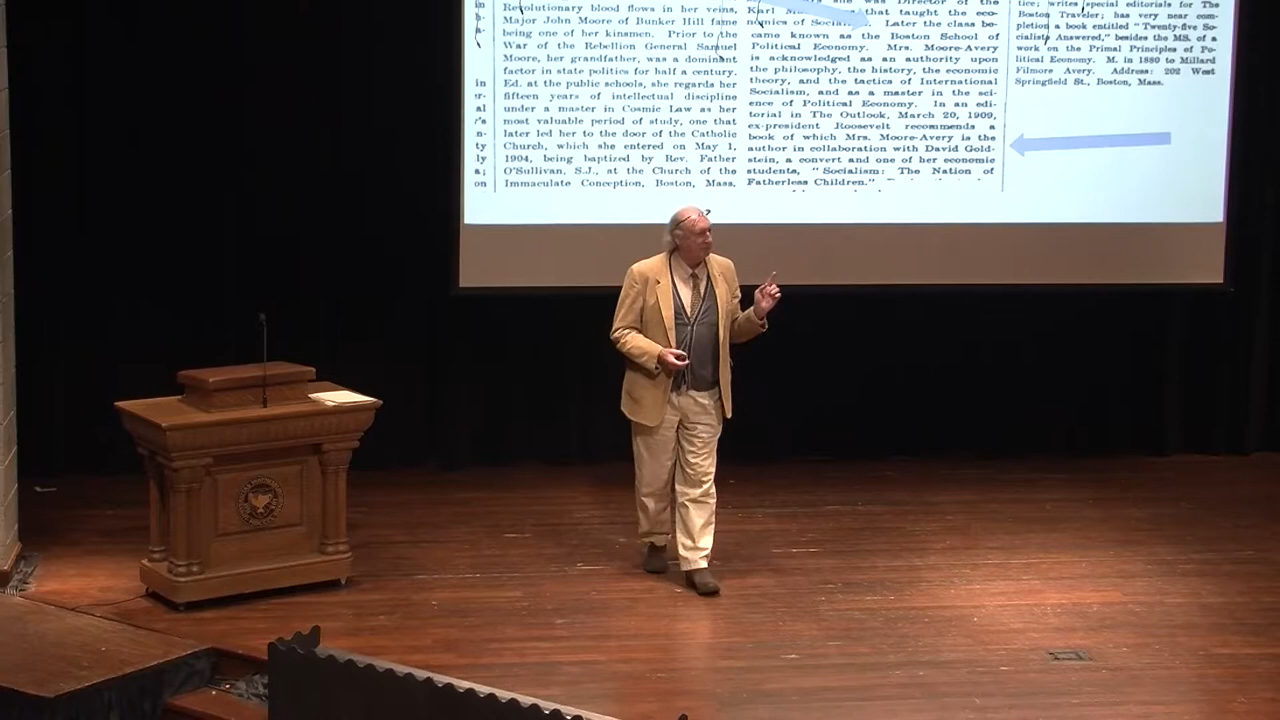 in
h-
a-
in
er-
al
r's
n-
ty
ly
a;
on
Revolutionary blood flows in her veins,
Major John Moore of Bunker Hill fame
being one of her kinsmen. Prior to the
War of the Rebellion General Samuel
Moore, her grandfather, was a dominant
factor in state politics for half a century.
Ed. at the public schools, she regards her
fifteen years of intellectual discipline
under a master in Cosmic Law as her
most valuable period of study, one that
later led her to the door of the Catholic
Church, which she entered on May 1,
1904, being baptized by Rev. Father
O'Sullivan, S.J., at the Church of the
Immaculate Conception, Boston, Mass.
she was Director of the
Karl that taught the eco-
nomics of Later the class be-
came known as the Boston School of
Political Economy. Mrs. Moore-Avery
is acknowledged as an authority upon
the philosophy, the history, the economic
theory, and the tactics of International
Socialism, and as a master in the sci-
ence of Political Economy. In an edi-
torial in The Outlook, March 20, 1909,
ex-president Roosevelt recommends a
book of which Mrs. Moore-Avery is the
author in collaboration with David Gold-
stein, a convert and one of her economic
students, "Socialism: The Nation of
Fatherless Children."
tice; writes special editorials for The
Boston Traveler; has very near com-
pletion a book entitled "Twenty-five So-
cialists Answered," besides the MS. of a
work on the Primal Principles of Po-
litical Economy. M. in 1880 to Millard
Filmore Avery. Address: 202 West
Springfield St., Boston, Mass.